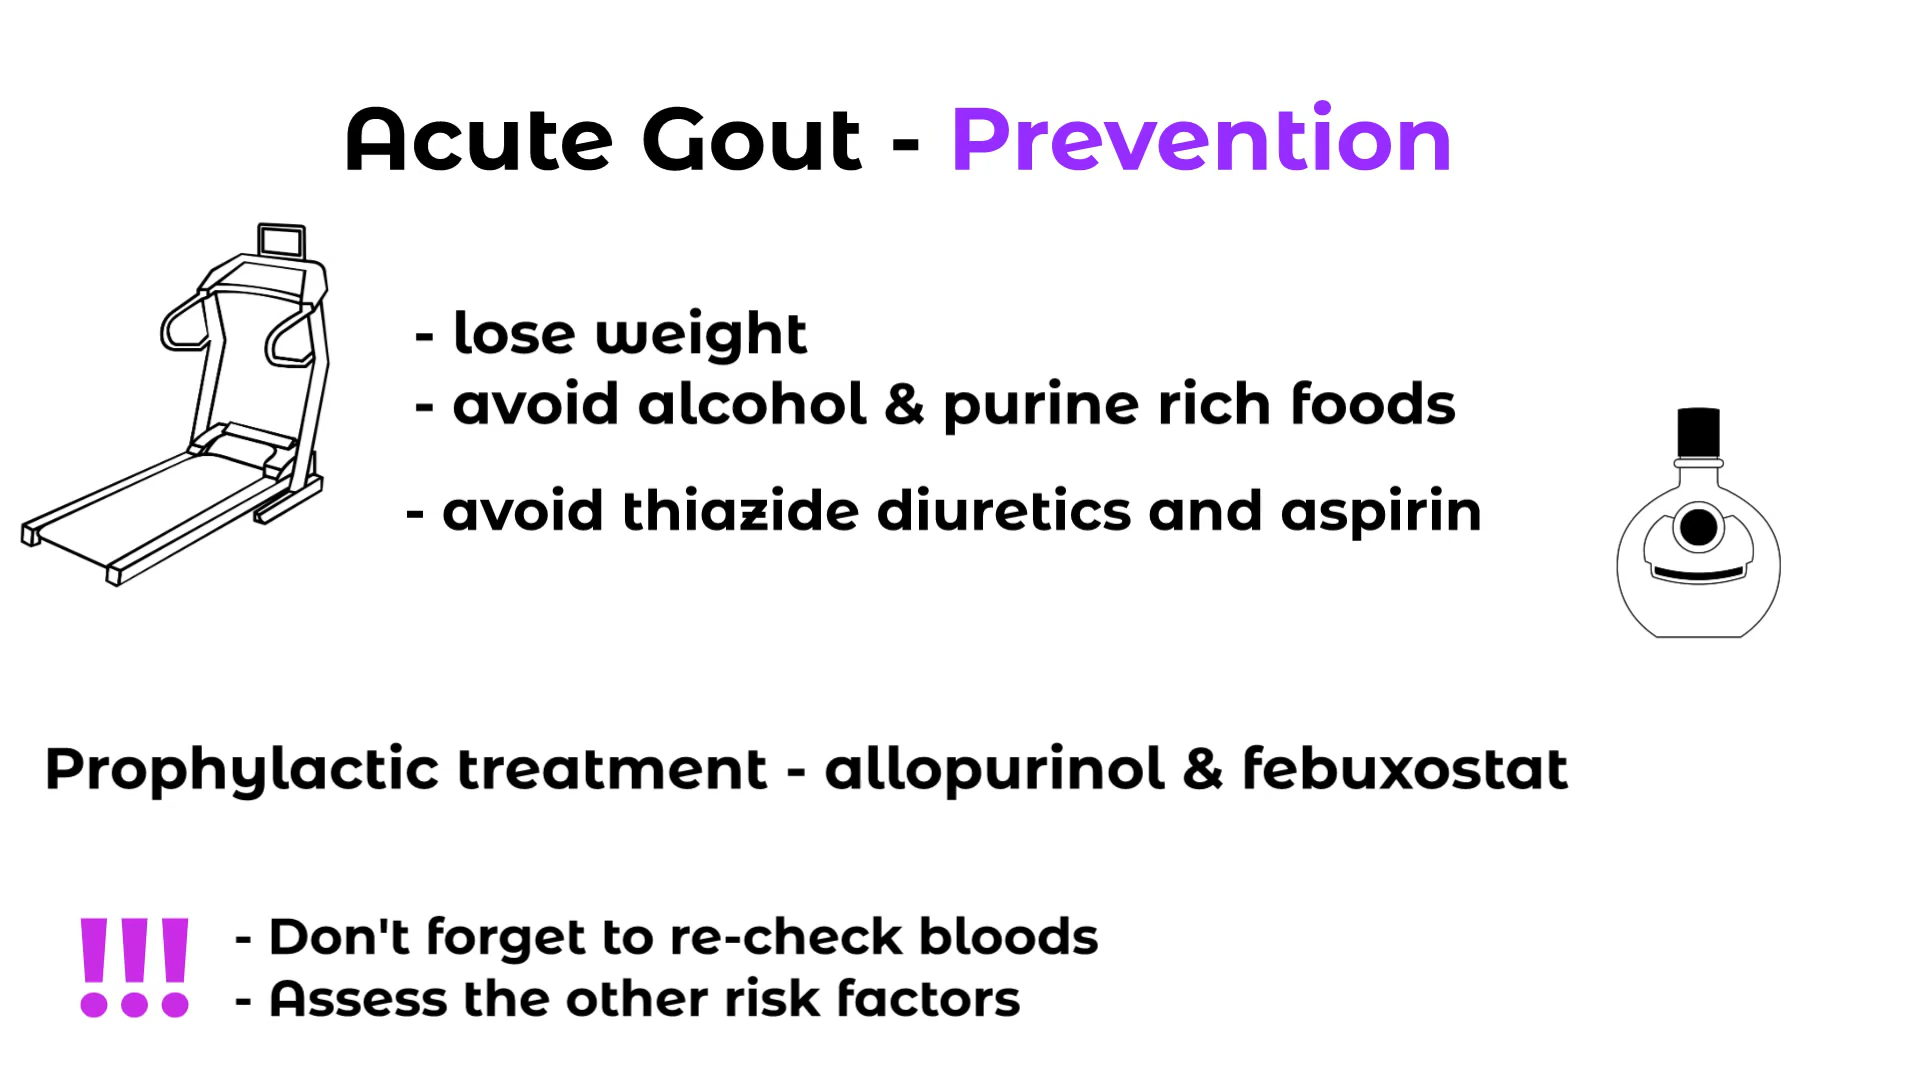 Acute Gout - Prevention
- lose weight
- avoid alcohol & purine rich foods
- avoid thiazide diuretics and aspirin
Prophylactic treatment - allopurinol & febuxostat
!!!
- Don't forget to re-check bloods
- Assess the other risk factors